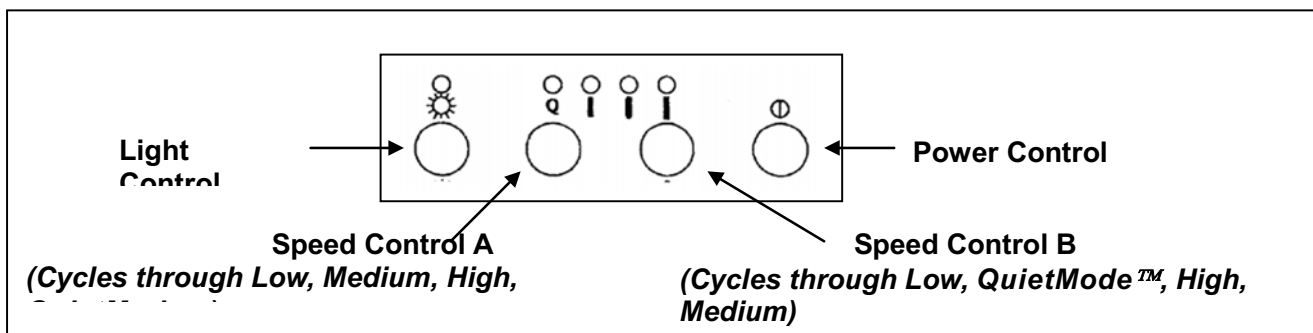 Q
Light
Control
Power Control
Speed Control A
(Cycles through Low, Medium, High,
Speed Control B
(Cycles through Low, QuietMode™, High,
Medium)